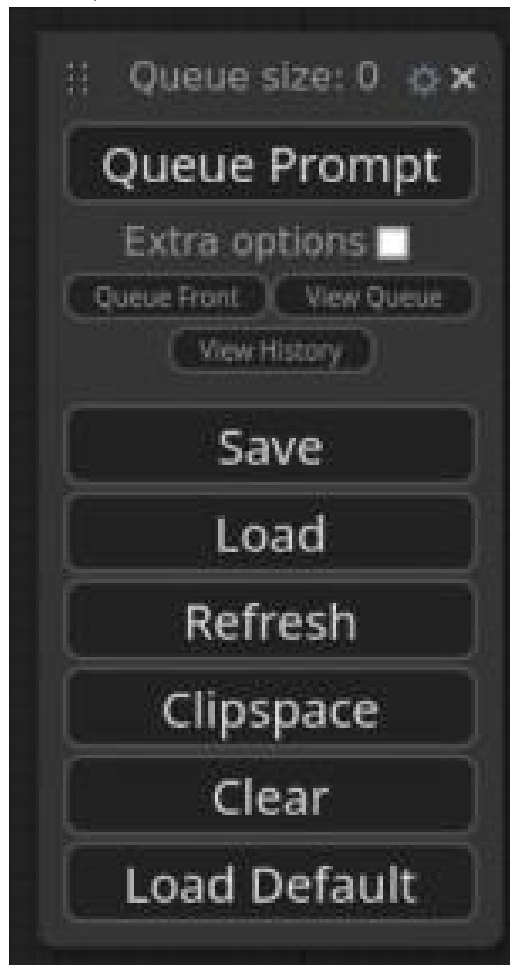 Queue size: 0
Queue Prompt
Extra options
Queue Front View Queue
View History
Save
Load
Refresh
Clipspace
Clear
Load Default